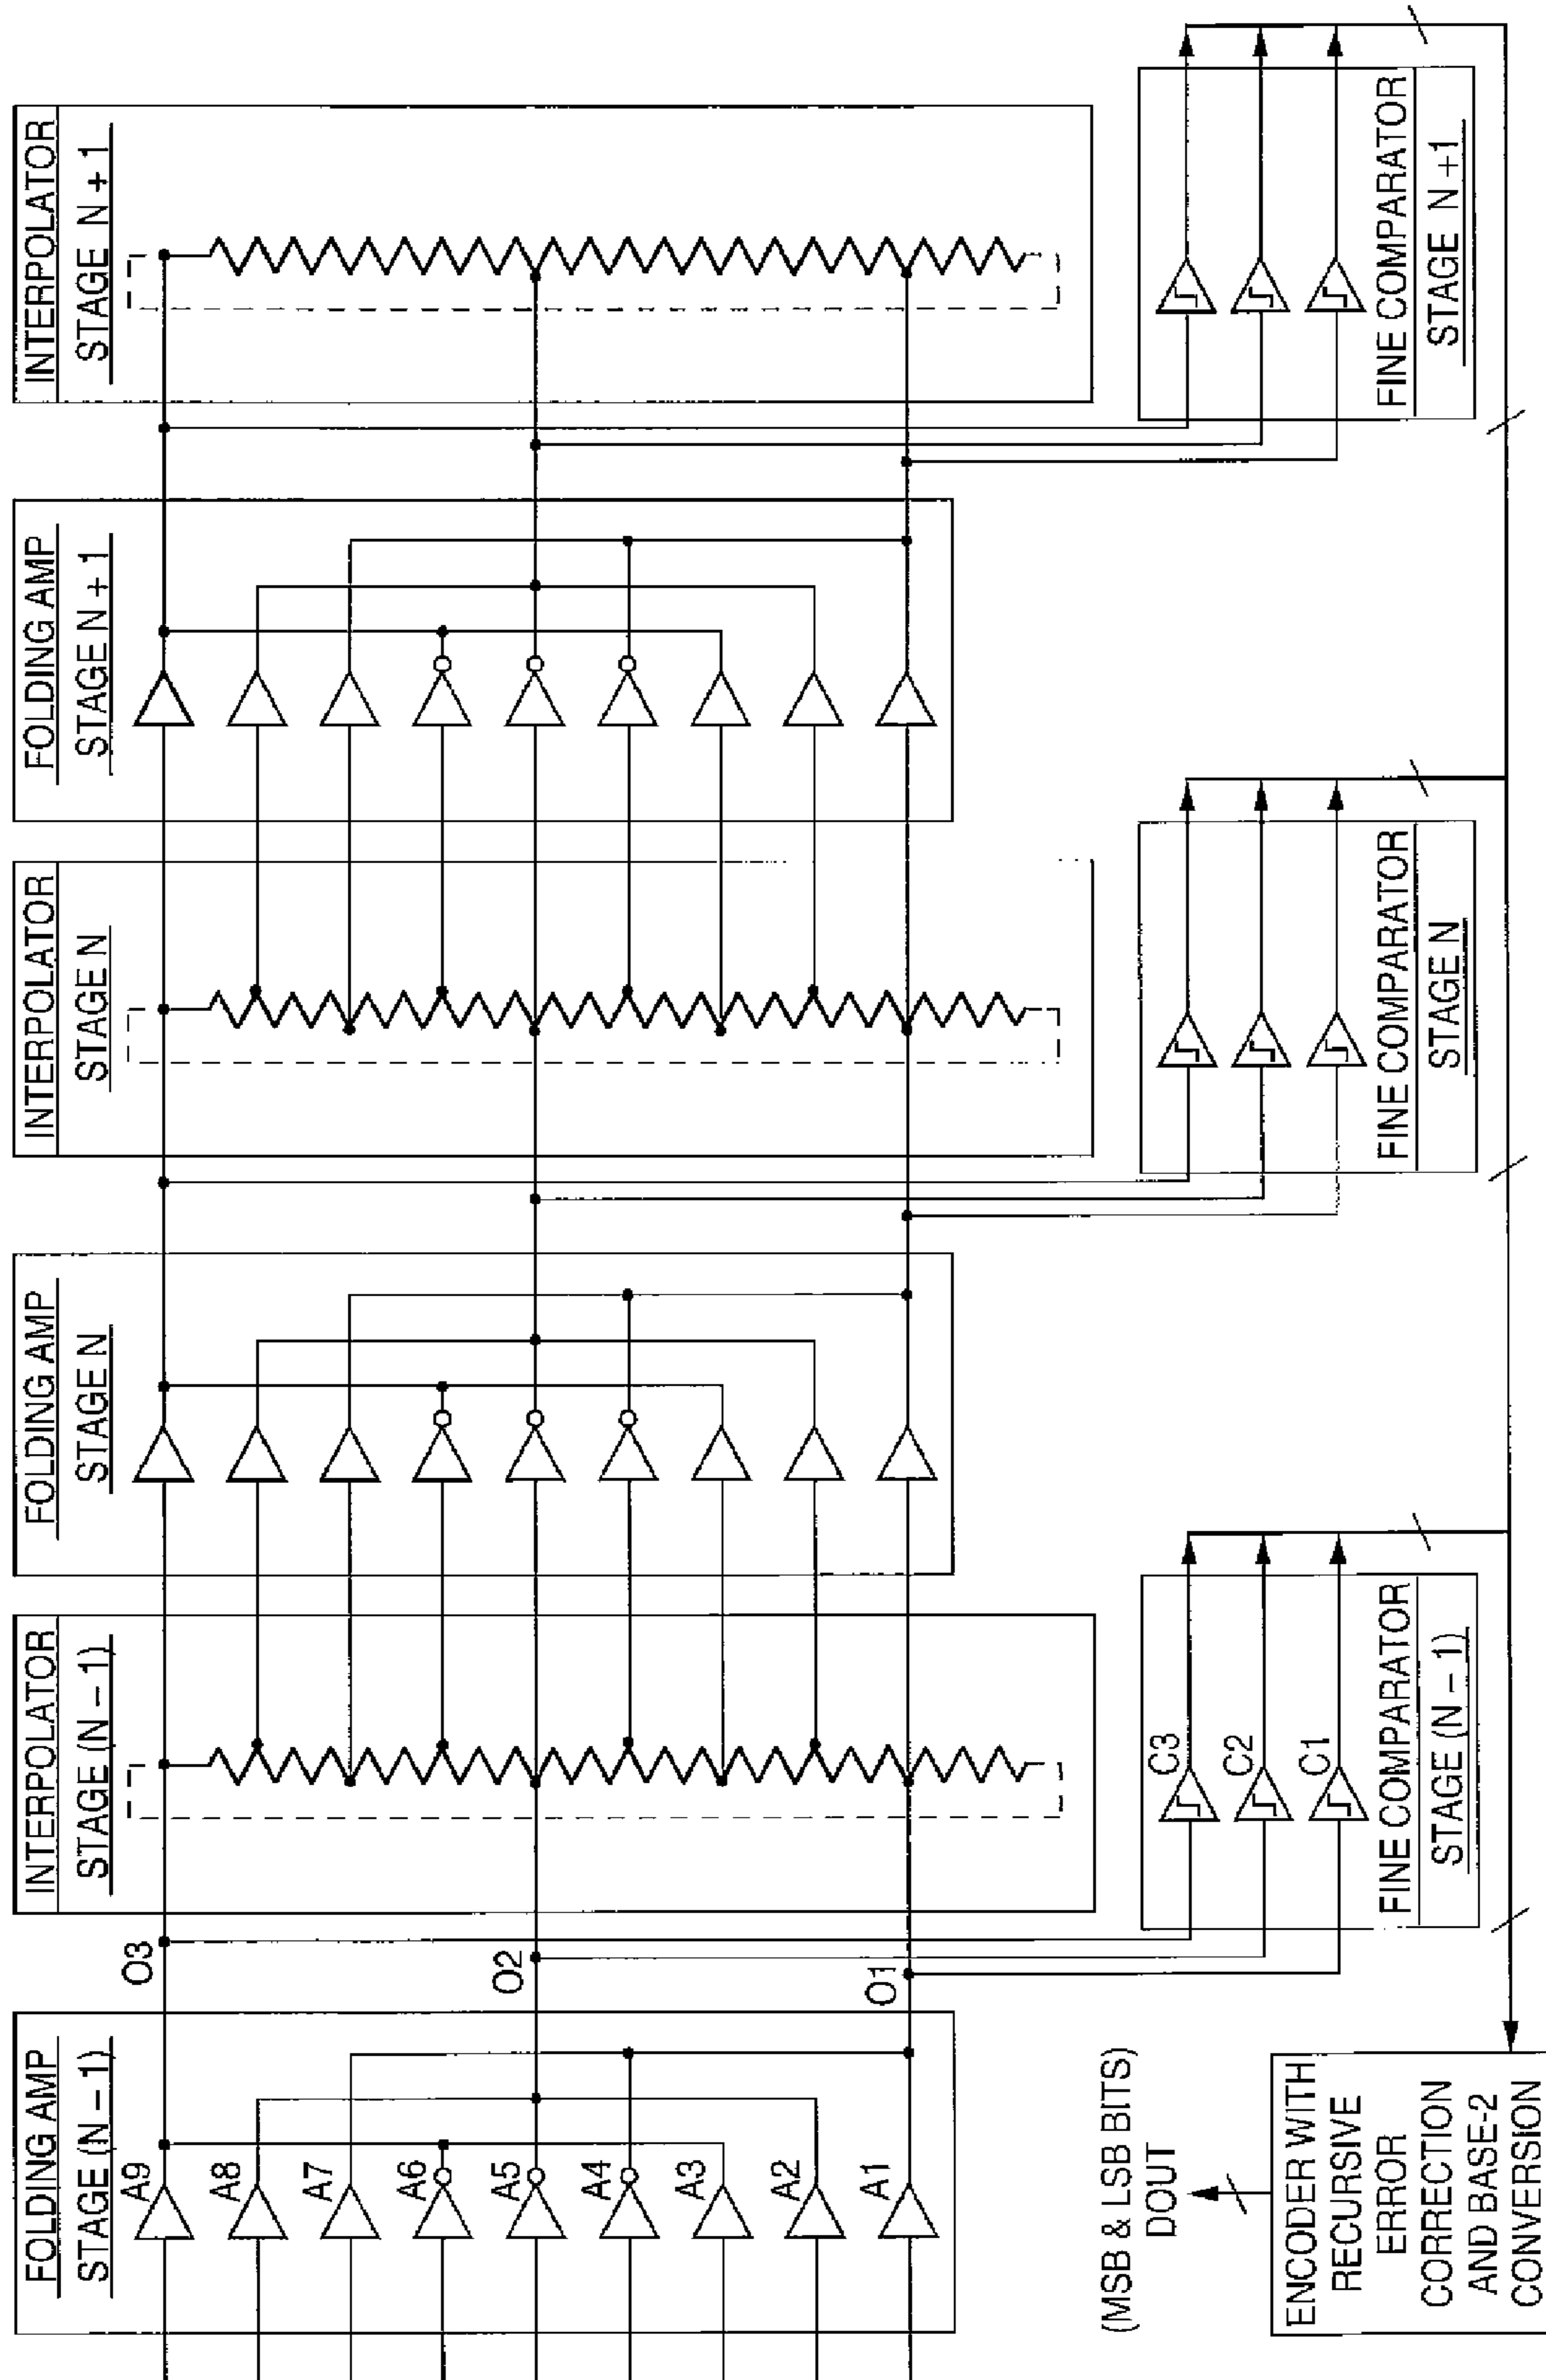 FOLDING AMP
STAGE (N – 1)
A9
A8
A7
A6
A5
A4
A3
A2
A1
O3
O2
O1
INTERPOLATOR
STAGE (N – 1)
FOLDING AMP
STAGE N
INTERPOLATOR
STAGE N
FOLDING AMP
STAGE N + 1
INTERPOLATOR
STAGE N + 1
C3
C2
C1
FINE COMPARATOR
STAGE (N – 1)
FINE COMPARATOR
STAGE N
FINE COMPARATOR
STAGE N +1
(MSB & LSB BITS)
DOUT
ENCODER WITH
RECURSIVE
ERROR
CORRECTION
AND BASE-2
CONVERSION